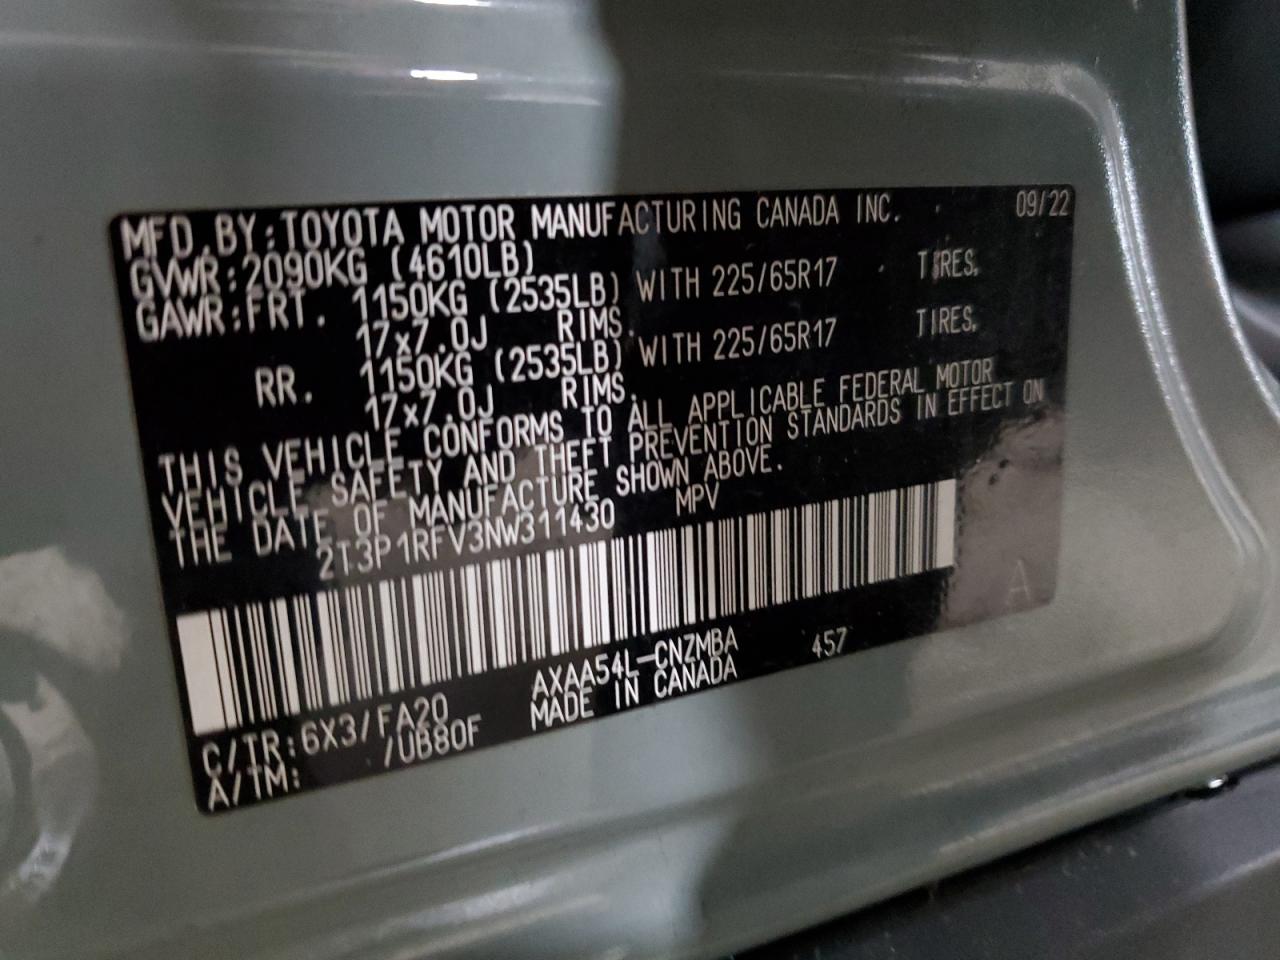 MFD.BY:TOYOTA MOTOR MANUFACTURING CANADA INC. 09/22
GVWR:2090KG (4610LB)
GAWR:FRT. 1150KG (2535LB) WITH 225/65R17 TIRES,
17x7.0J RIMS.
RR. 1150KG (2535LB) WITH 225/65R17 TIRES,
17x7.0J RIMS.
THIS VEHICLE CONFORMS TO ALL APPLICABLE FEDERAL MOTOR
VEHICLE SAFETY AND THEFT PREVENTION STANDARDS IN EFFECT ON
THE DATE OF MANUFACTURE SHOWN ABOVE.
2T3P1RFV3NW311430 MPV
A
AXAA54L-CNZMBA 457
C/TR:6X3/FA20 MADE IN CANADA
A/TM: /UB80F